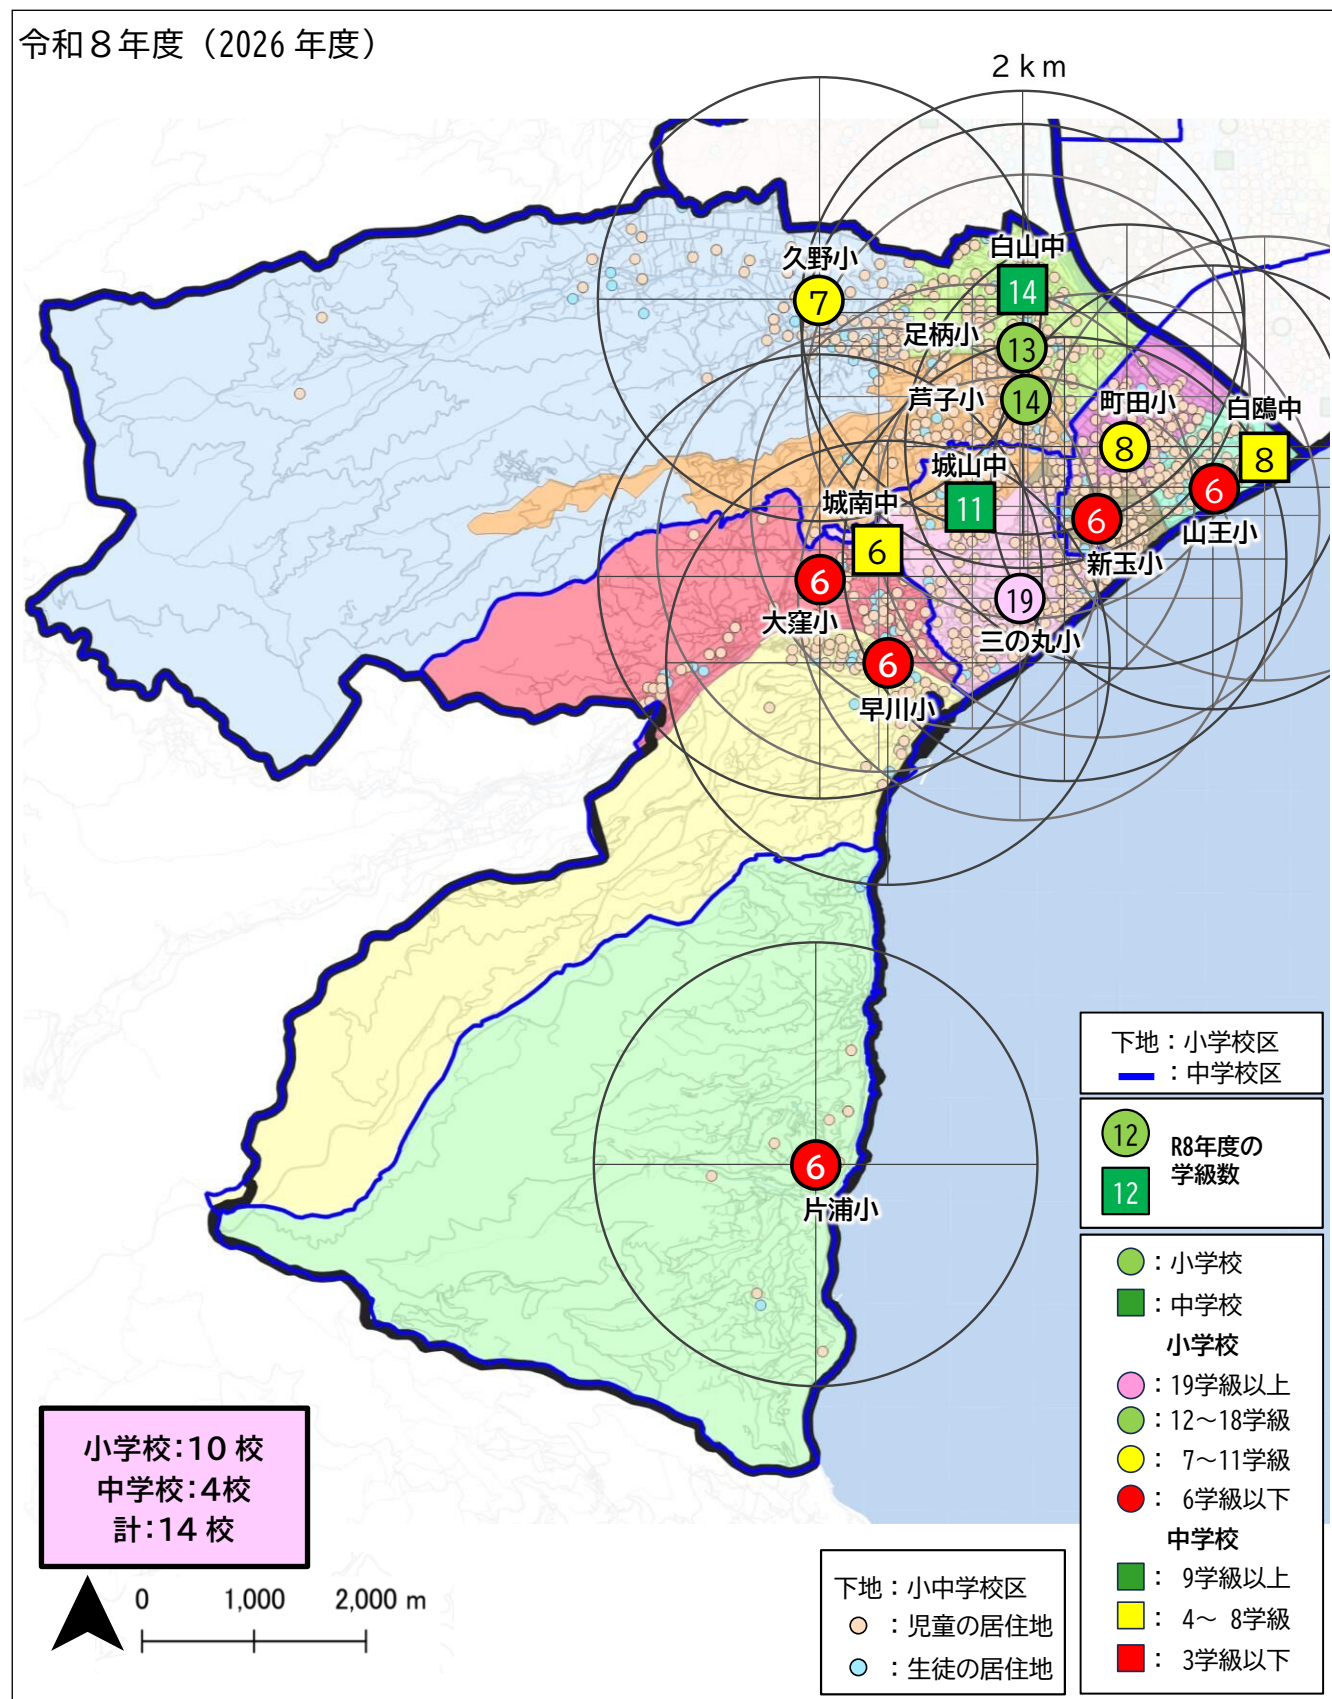 令和８年度（2026 年度）
２ｋｍ
白山中
14
久野小
7
足柄小
13
芦子小
14
町田小
8
白鷗中
8
城山中
11
城南中
6
6
山王小
6
新玉小
6
大窪小
19
三の丸小
6
早川小
6
片浦小
下地：小学校区
：中学校区
12
12
R8年度の
学級数
：小学校
：中学校
小学校
：19学級以上
：12～18学級
： 7～11学級
： 6学級以下
中学校
： 9学級以上
： 4～ 8学級
： 3学級以下
小学校：10 校
中学校：4校
計：14 校
0 1,000 2,000 m
下地：小中学校区
：児童の居住地
：生徒の居住地